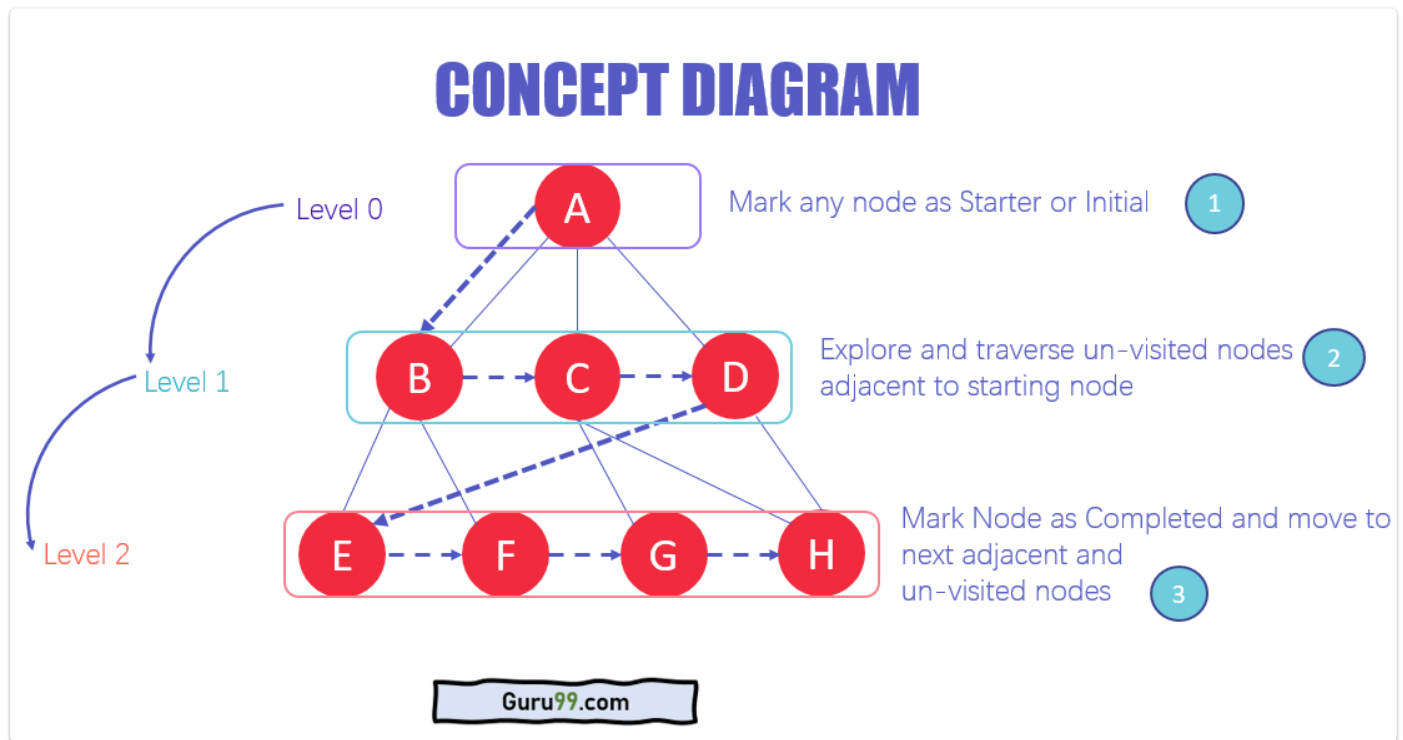 CONCEPT DIAGRAM
Level 0
A
Mark any node as Starter or Initial
1
Level 1
B
C
D
Explore and traverse un-visited nodes
adjacent to starting node
2
Level 2
E
F
G
H
Mark Node as Completed and move to
next adjacent and
un-visited nodes
3
Guru99.com